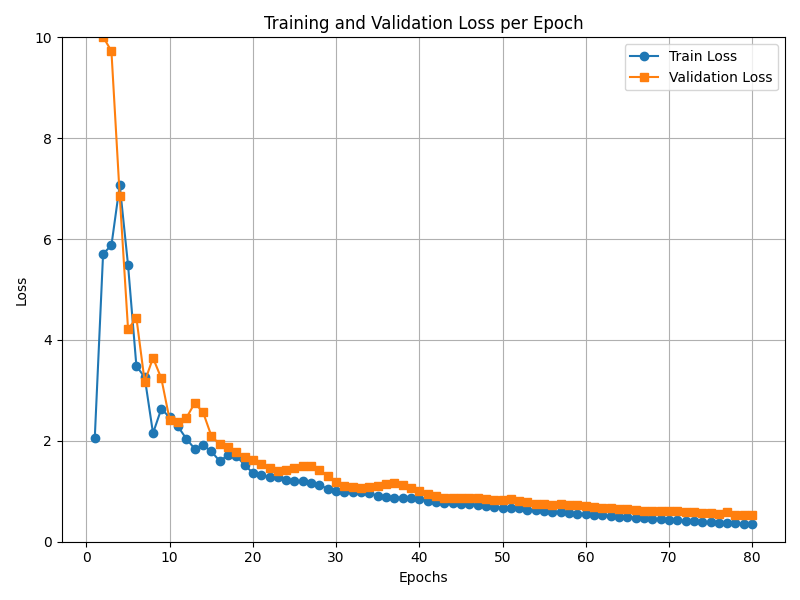 Training and Validation Loss per Epoch
Train Loss
Validation Loss
10
8
6
4
2
0
Loss
0 10 20 30 40 50 60 70 80
Epochs